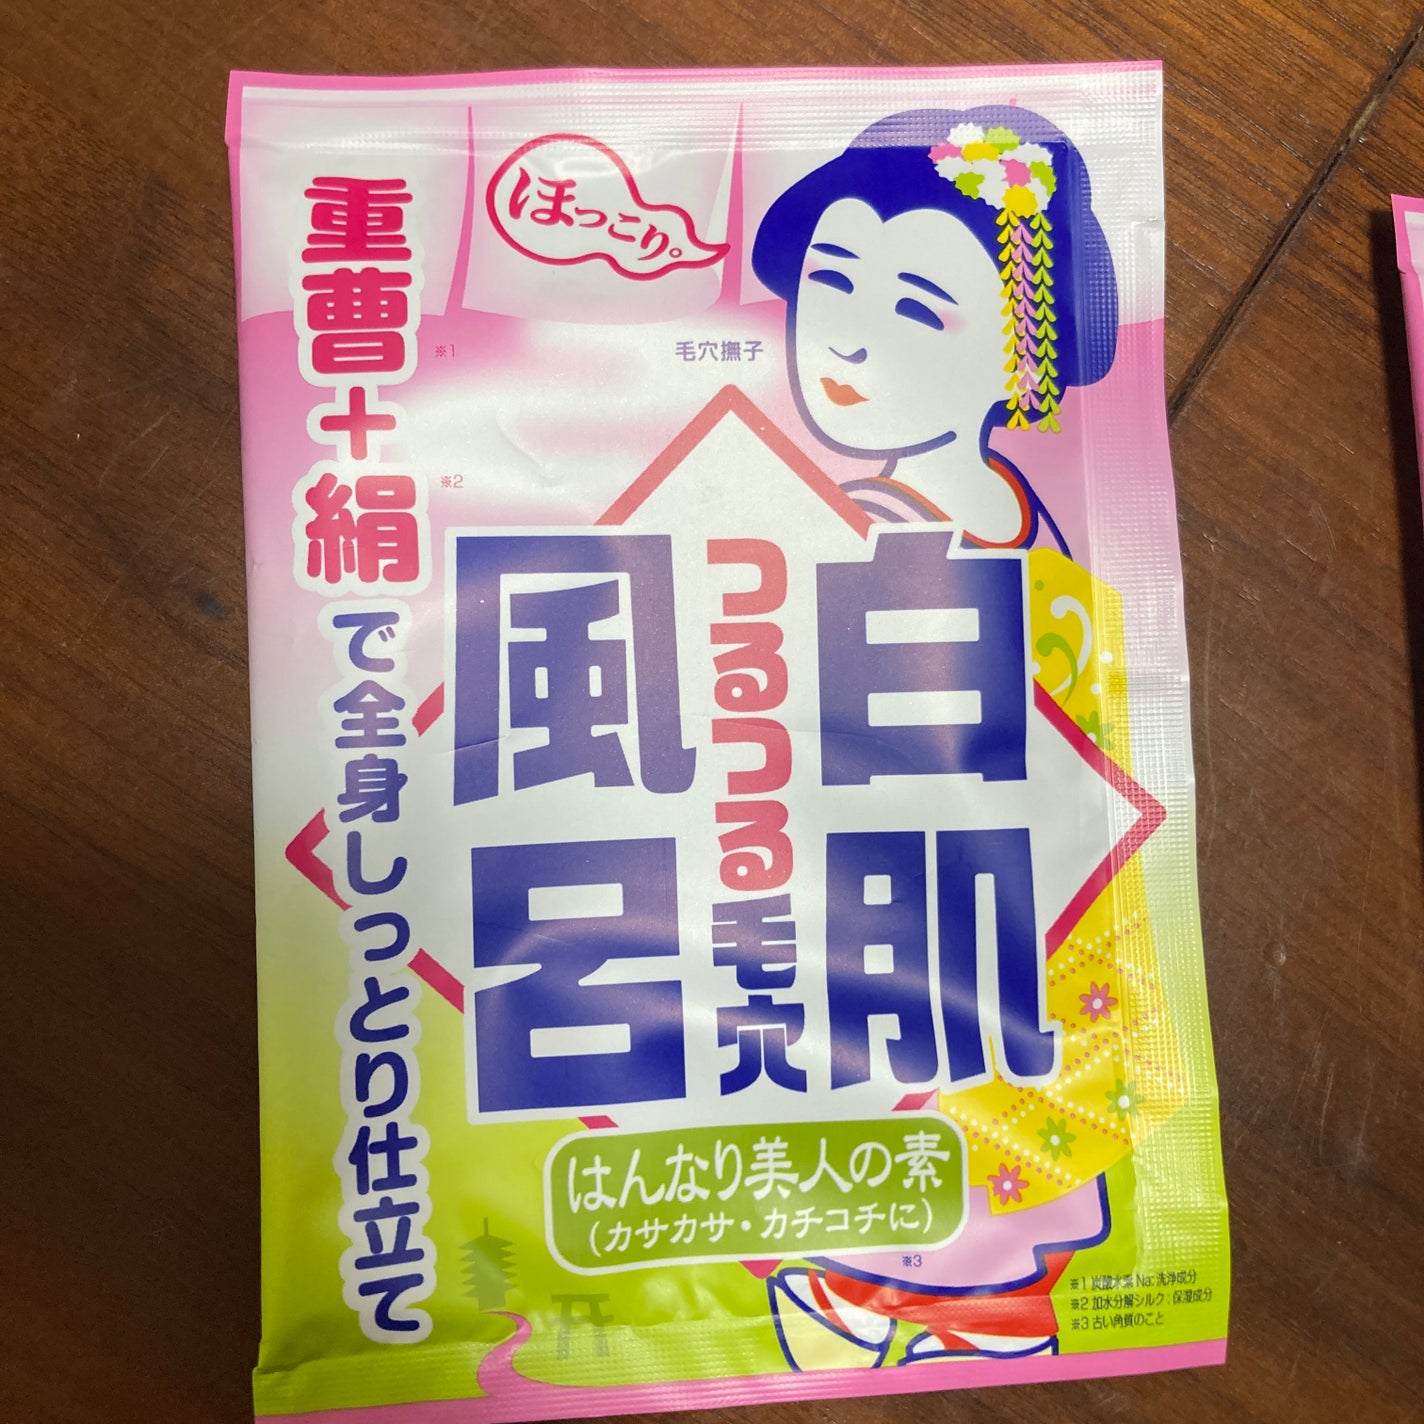 ほっこり。
毛穴撫子
重曹+絹で全身しっとり仕立て
※1
※2
白肌
つるつる毛穴
風呂
はんなり美人の素
(カサカサ・カチコチに)
※3
※1 炭酸水素Na:洗浄成分
※2 加水分解シルク:保湿成分
※3 古い角質のこと